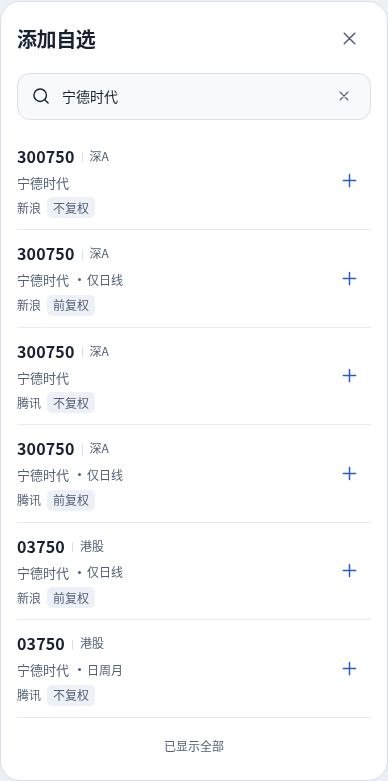 添加自选
宁德时代
300750 深A
宁德时代
新浪 不复权
300750 深A
宁德时代 • 仅日线
新浪 前复权
300750 深A
宁德时代
腾讯 不复权
300750 深A
宁德时代 • 仅日线
腾讯 前复权
03750 港股
宁德时代 • 仅日线
新浪 前复权
03750 港股
宁德时代 • 日周月
腾讯 不复权
已显示全部